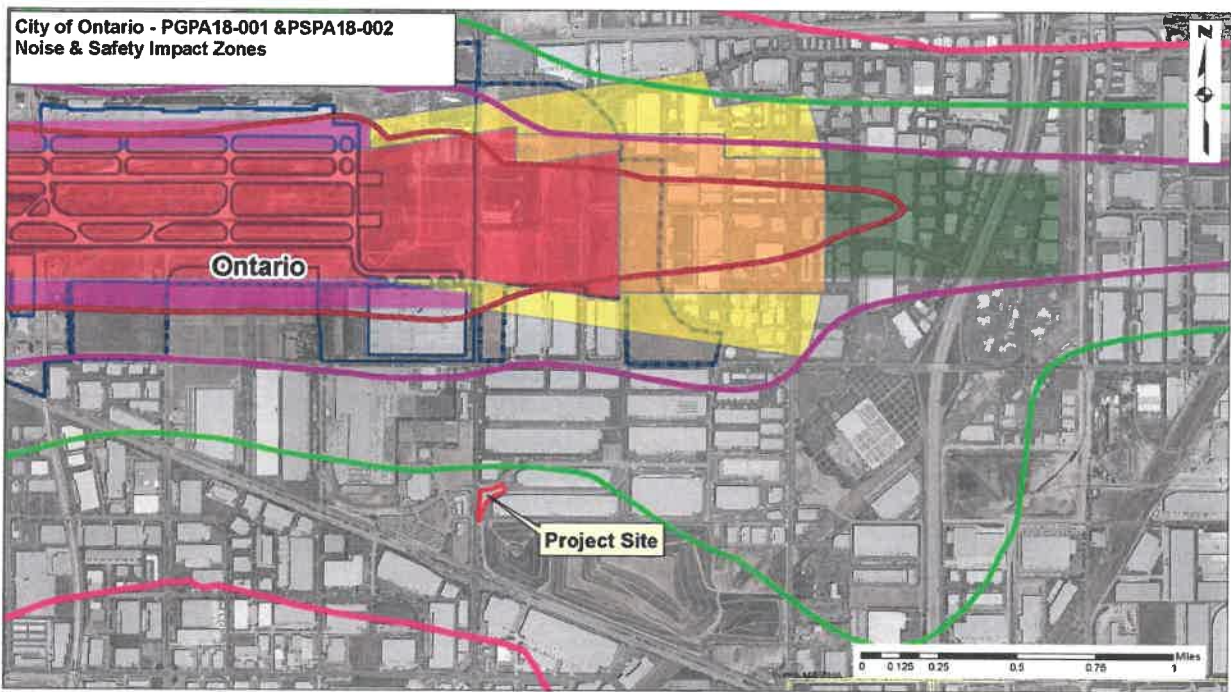 City of Ontario - PGPA18-001 &PSPA18-002
Noise & Safety Impact Zones
N
Ontario
Project Site
Miles
0 0.125 0.25 0.5 0.75 1